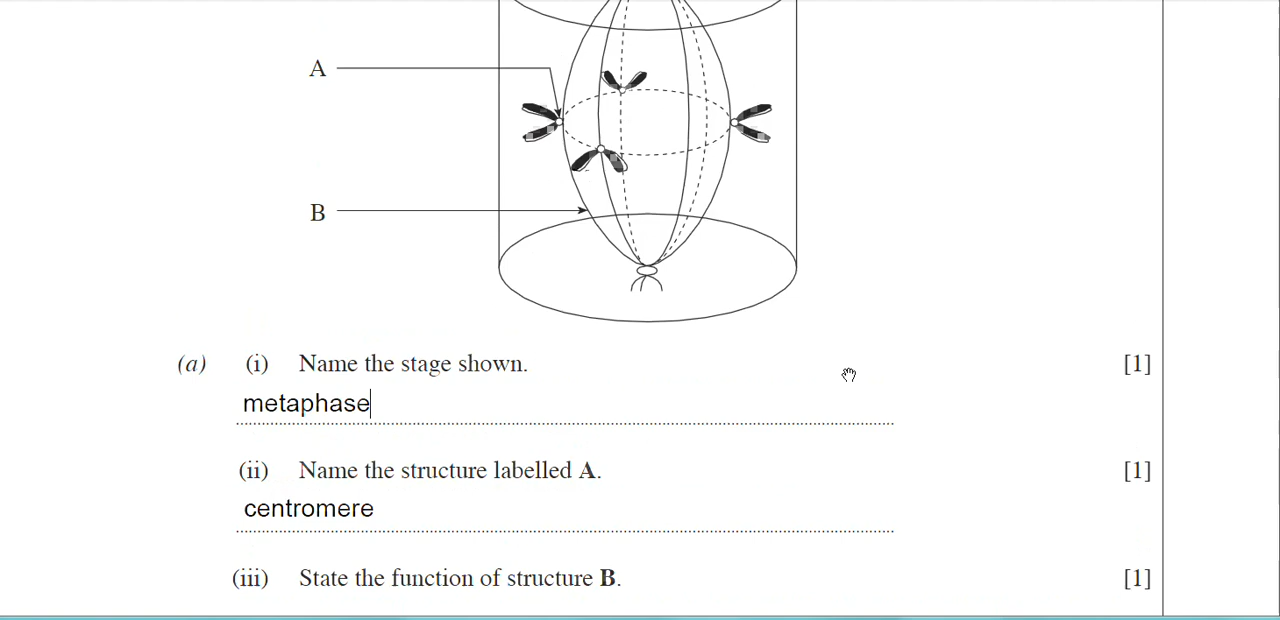 A
B
(a) (i) Name the stage shown. [1]
metaphase
(ii) Name the structure labelled A. [1]
centromere
(iii) State the function of structure B. [1]